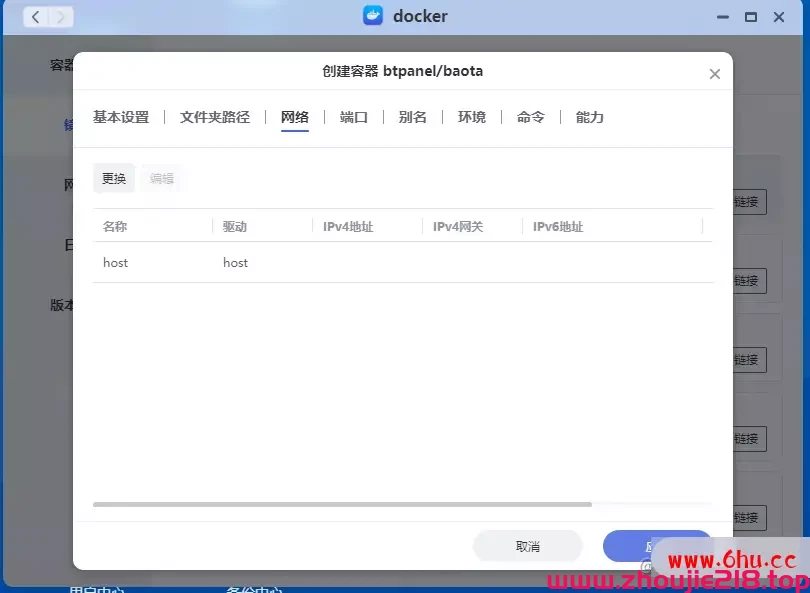 docker
容器
创建容器 btpanel/baota
基本设置 文件夹路径 网络 端口 别名 环境 命令 能力
更换 编辑
链接
名称 驱动 IPv4地址 IPv4网关 IPv6地址
host host
链接
版本
链接
链接
链接
取消
www.6hu.cc
www.zhoujie218.top
用户中心 备份中心